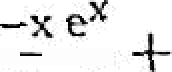 -x e^x
- +